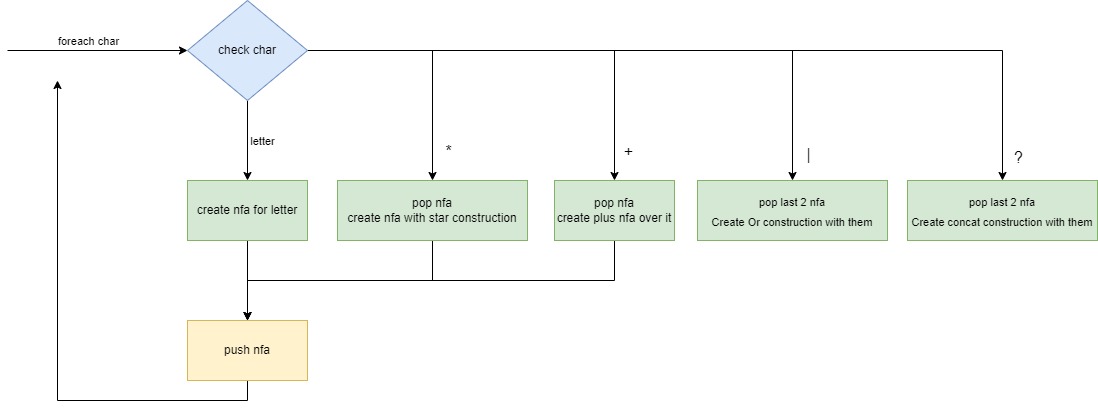 foreach char
check char
letter
*
+
|
?
create nfa for letter
pop nfa
create nfa with star construction
pop nfa
create plus nfa over it
pop last 2 nfa
Create Or construction with them
pop last 2 nfa
Create concat construction with them
push nfa